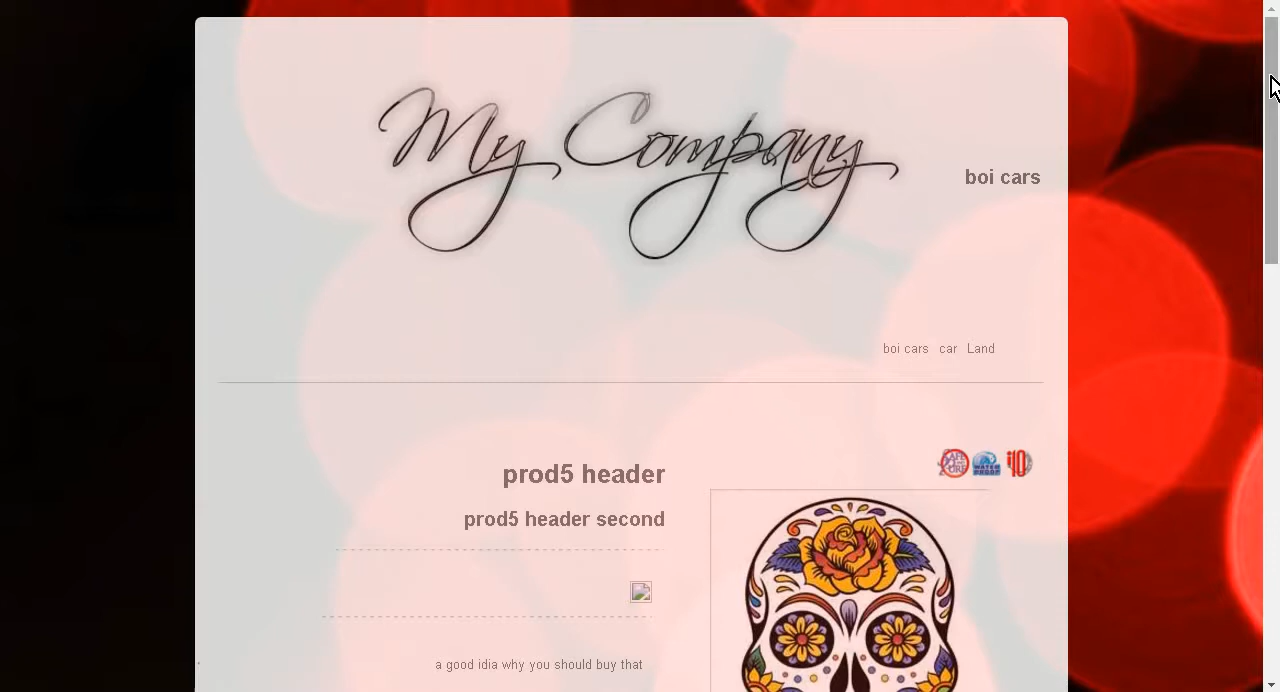 My Company
boi cars
boi cars car Land
prod5 header
prod5 header second
a good idia why you should buy that